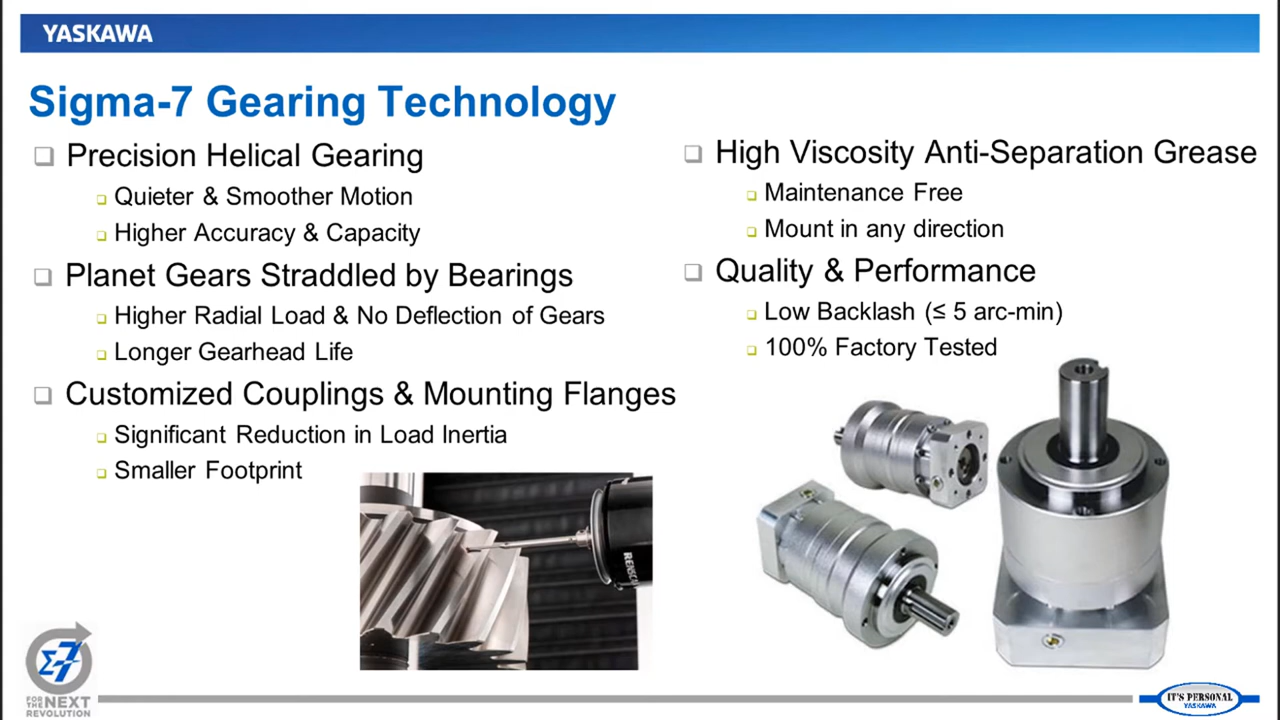 YASKAWA
Sigma-7 Gearing Technology
Precision Helical Gearing
Quieter & Smoother Motion
Higher Accuracy & Capacity
Planet Gears Straddled by Bearings
Higher Radial Load & No Deflection of Gears
Longer Gearhead Life
Customized Couplings & Mounting Flanges
Significant Reduction in Load Inertia
Smaller Footprint
High Viscosity Anti-Separation Grease
Maintenance Free
Mount in any direction
Quality & Performance
Low Backlash (≤ 5 arc-min)
100% Factory Tested
Σ-7
FOR THE NEXT
REVOLUTION
IT'S PERSONAL
YASKAWA